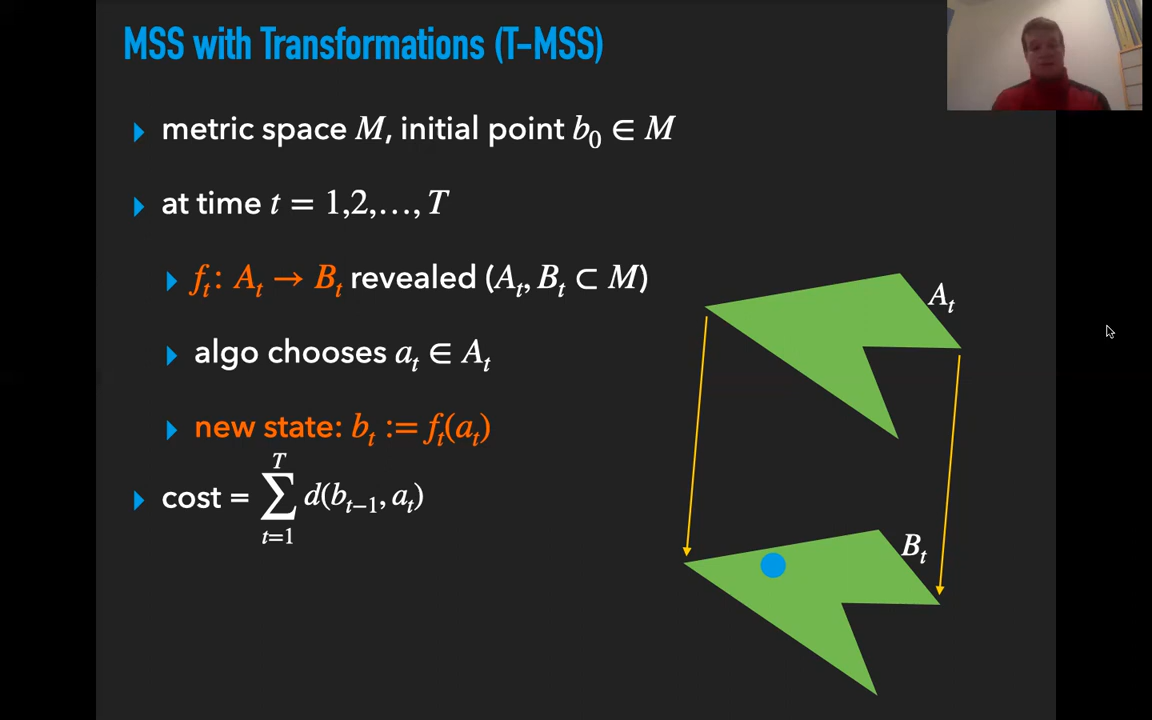 MSS with Transformations (T-MSS)
metric space M, initial point b₀ ∈ M
at time t = 1,2,…, T
fₜ: Aₜ → Bₜ revealed (Aₜ, Bₜ ⊂ M)
algo chooses aₜ ∈ Aₜ
new state: bₜ := fₜ(aₜ)
cost = ∑ₜ₌₁ᵀ d(bₜ₋₁, aₜ)
Aₜ
Bₜ